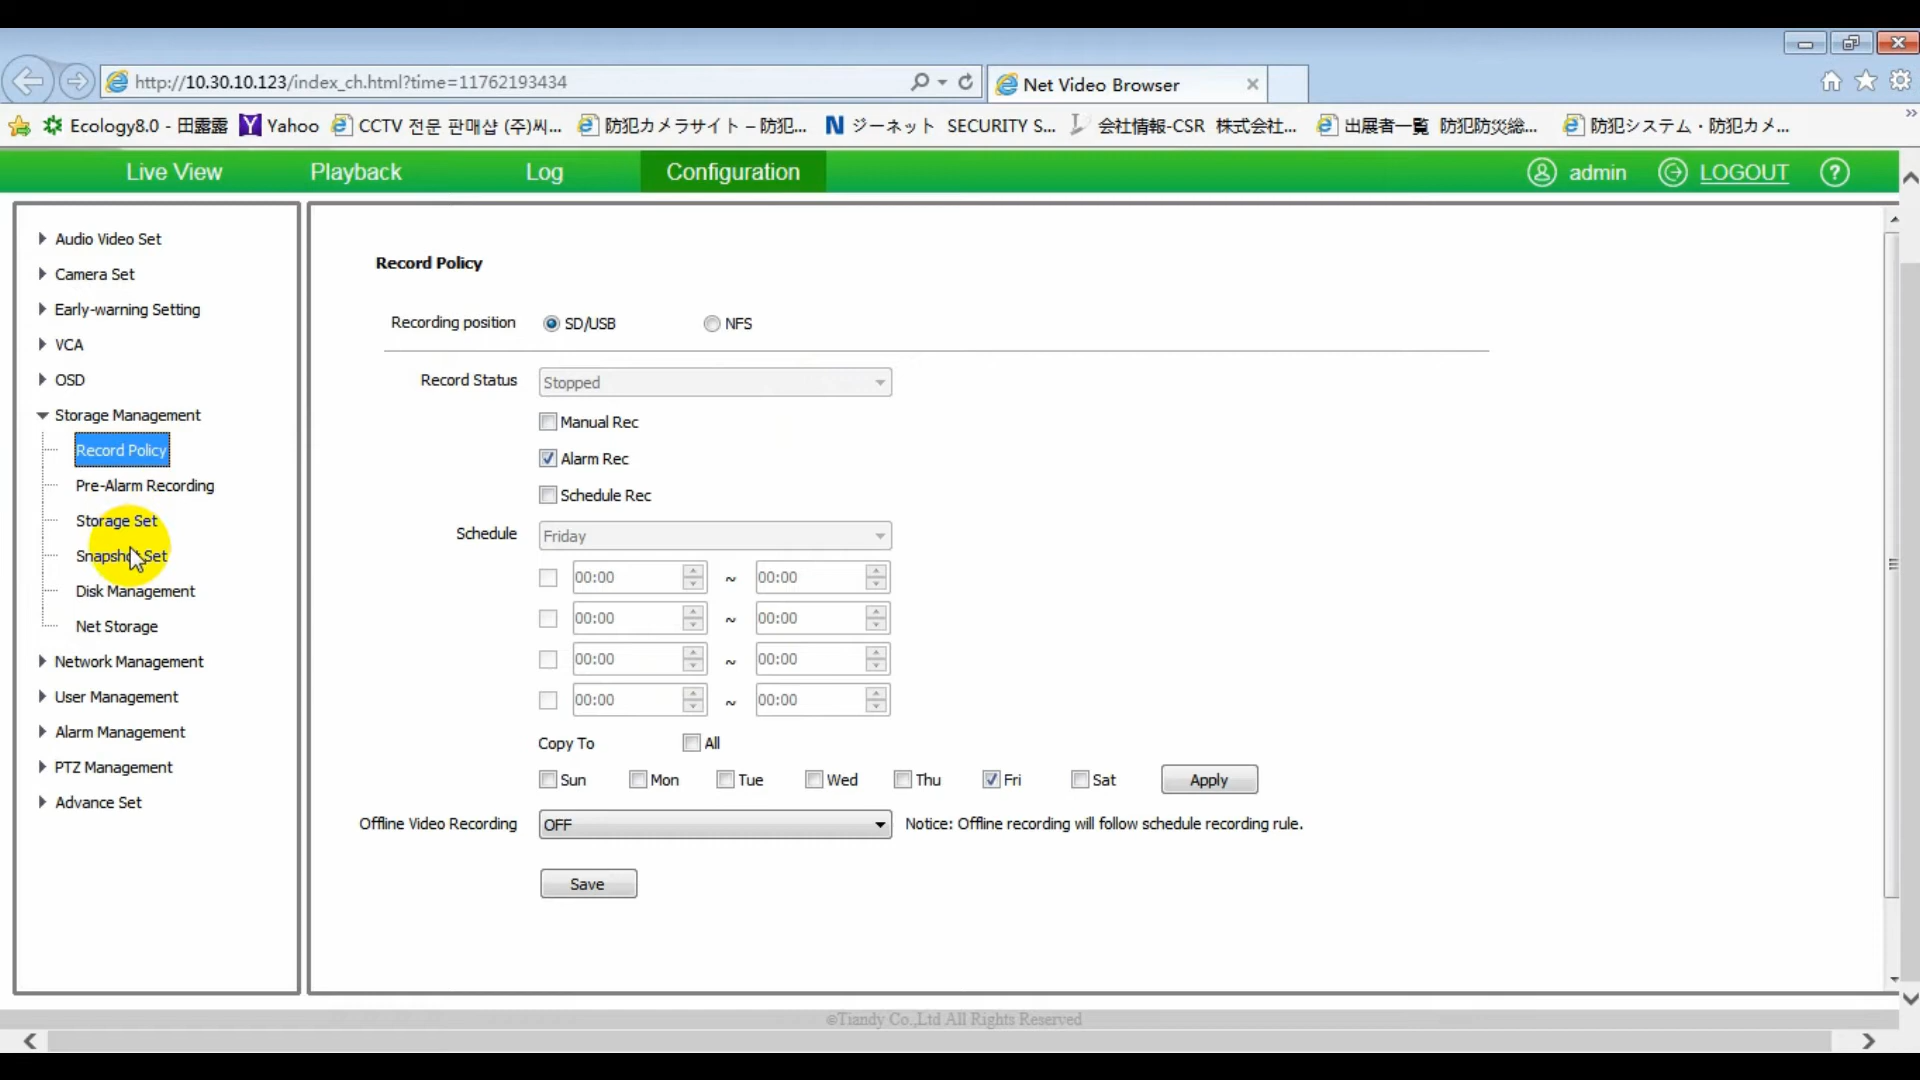 http://10.30.10.123/index_ch.html?time=11762193434
Net Video Browser
Ecology8.0 - 田露露
Yahoo
CCTV 전문 판매샵 (주)씨...
防犯カメラサイト – 防犯...
N ジーネット SECURITY S...
会社情報-CSR 株式会社...
出展者一覧 防犯防災総...
防犯システム・防犯カメ...
Live View
Playback
Log
Configuration
admin
LOGOUT
?
Audio Video Set
Camera Set
Early-warning Setting
VCA
OSD
Storage Management
Record Policy
Pre-Alarm Recording
Storage Set
Snapshot Set
Disk Management
Net Storage
Network Management
User Management
Alarm Management
PTZ Management
Advance Set
Record Policy
Recording position SD/USB NFS
Record Status Stopped
Manual Rec
Alarm Rec
Schedule Rec
Schedule Friday
00:00 ~ 00:00
00:00 ~ 00:00
00:00 ~ 00:00
00:00 ~ 00:00
Copy To All
Sun Mon Tue Wed Thu Fri Sat Apply
Offline Video Recording OFF Notice: Offline recording will follow schedule recording rule.
Save
©Tiandy Co.,Ltd All Rights Reserved